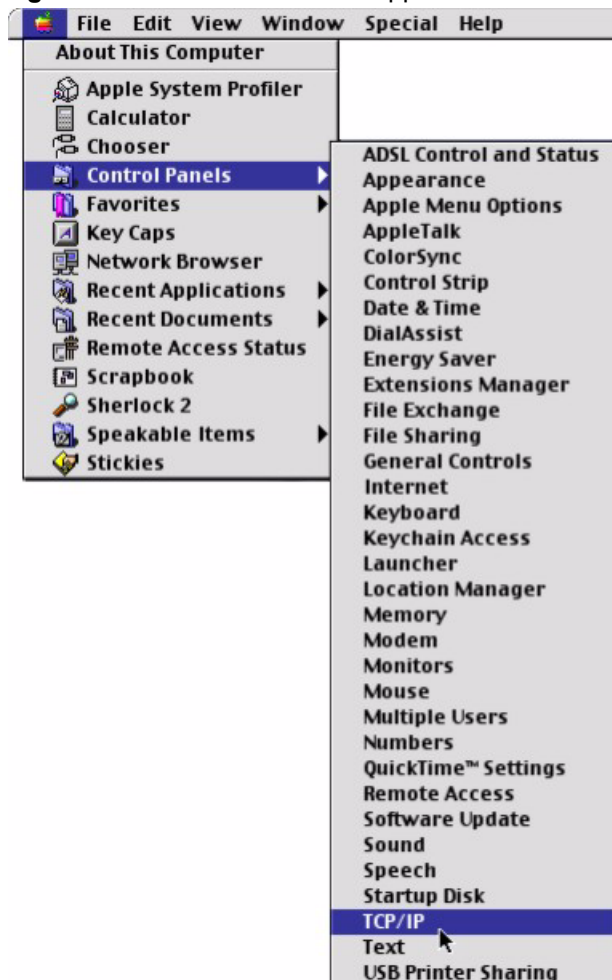 File Edit View Window Special Help
About This Computer
Apple System Profiler
Calculator
Chooser
Control Panels
Favorites
Key Caps
Network Browser
Recent Applications
Recent Documents
Remote Access Status
Scrapbook
Sherlock 2
Speakable Items
Stickies
ADSL Control and Status
Appearance
Apple Menu Options
AppleTalk
ColorSync
Control Strip
Date & Time
DialAssist
Energy Saver
Extensions Manager
File Exchange
File Sharing
General Controls
Internet
Keyboard
Keychain Access
Launcher
Location Manager
Memory
Modem
Monitors
Mouse
Multiple Users
Numbers
QuickTime™ Settings
Remote Access
Software Update
Sound
Speech
Startup Disk
TCP/IP
Text
USB Printer Sharing